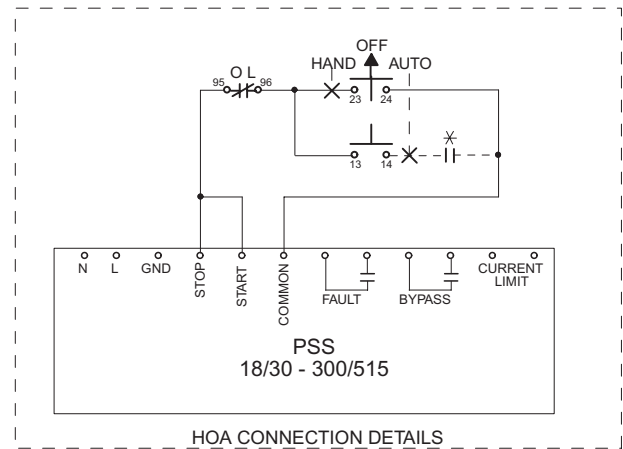 OFF
HAND AUTO
O L
95 96 23 24
13 14
N L GND STOP START COMMON FAULT BYPASS CURRENT
LIMIT
PSS
18/30 - 300/515
HOA CONNECTION DETAILS